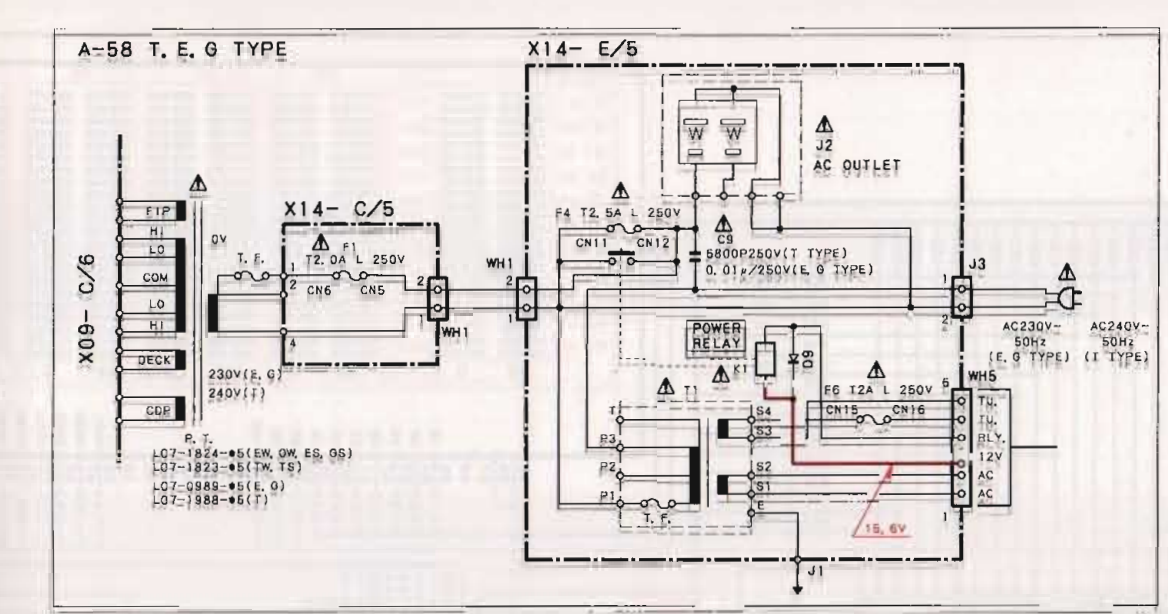 A-58 T. E. G TYPE
X14- E/5
J2
AC OUTLET
X09- C/6
FIP
HI
LO
COM
LO
HI
DECK
CDP
0V
T. F.
X14- C/5
F1
T2. 0A L 250V
CN6
CN5
1
2
4
2
1
WH1
230V(E, G)
240V(T)
P. T.
L07-1824-*5(EW, GW, ES, GS)
L07-1823-*5(TW, TS)
L07-0989-*5(E, G)
L07-1988-*5(T)
WH1
2
1
F4 T2. 5A L 250V
CN11
CN12
C9
5800P250V(T TYPE)
0. 01μ/250V(E, G TYPE)
J3
1
2
AC230V~
50Hz
(E, G TYPE)
AC240V~
50Hz
(T TYPE)
POWER
RELAY
K1
D9
F6 T2A L 250V
CN15
CN16
T1
T
P3
P2
P1
T. F.
S4
S3
S2
S1
E
WH5
6
TU.
TU.
RLY.
12V
AC
AC
1
15, 6V
J1